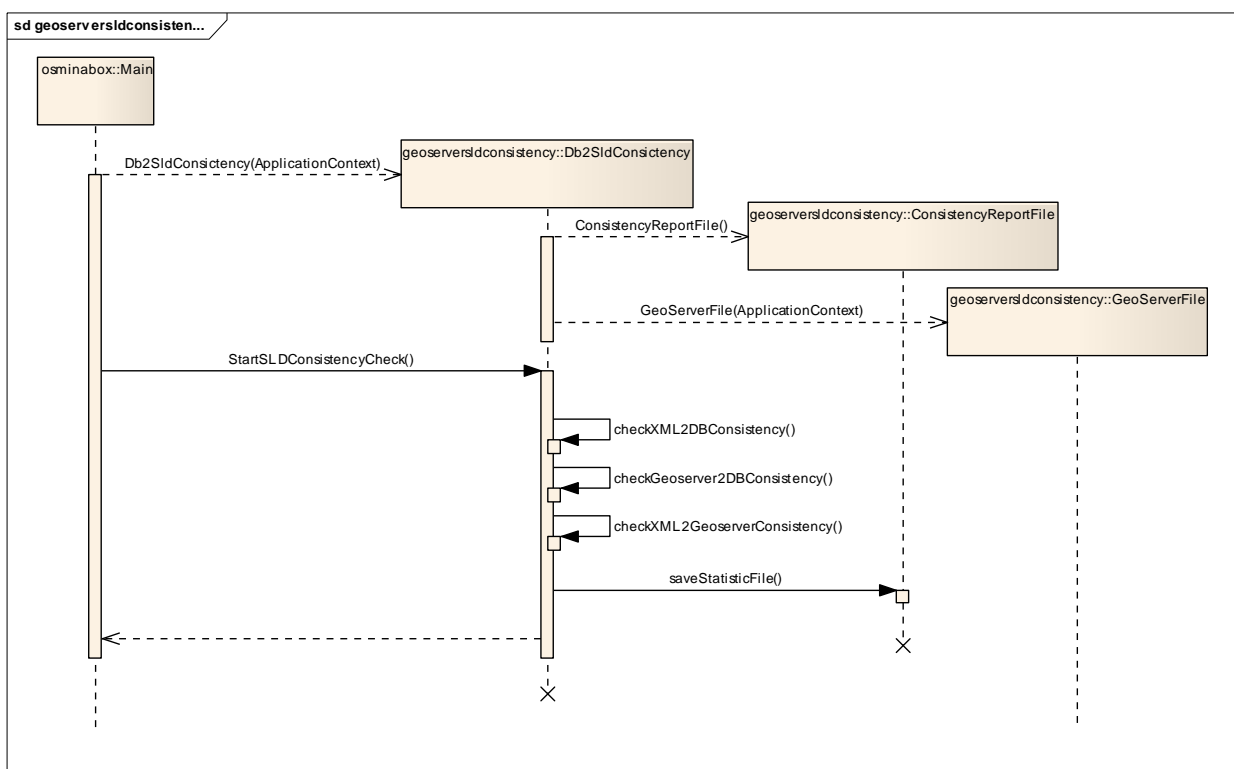 sd geoserversldconsisten...
osminabox::Main
Db2SldConsictency(ApplicationContext)
geoserversldconsistency::Db2SldConsictency
ConsistencyReportFile()
geoserversldconsistency::ConsistencyReportFile
GeoServerFile(ApplicationContext)
geoserversldconsistency::GeoServerFile
StartSLDConsistencyCheck()
checkXML2DBConsistency()
checkGeoserver2DBConsistency()
checkXML2GeoserverConsistency()
saveStatisticFile()